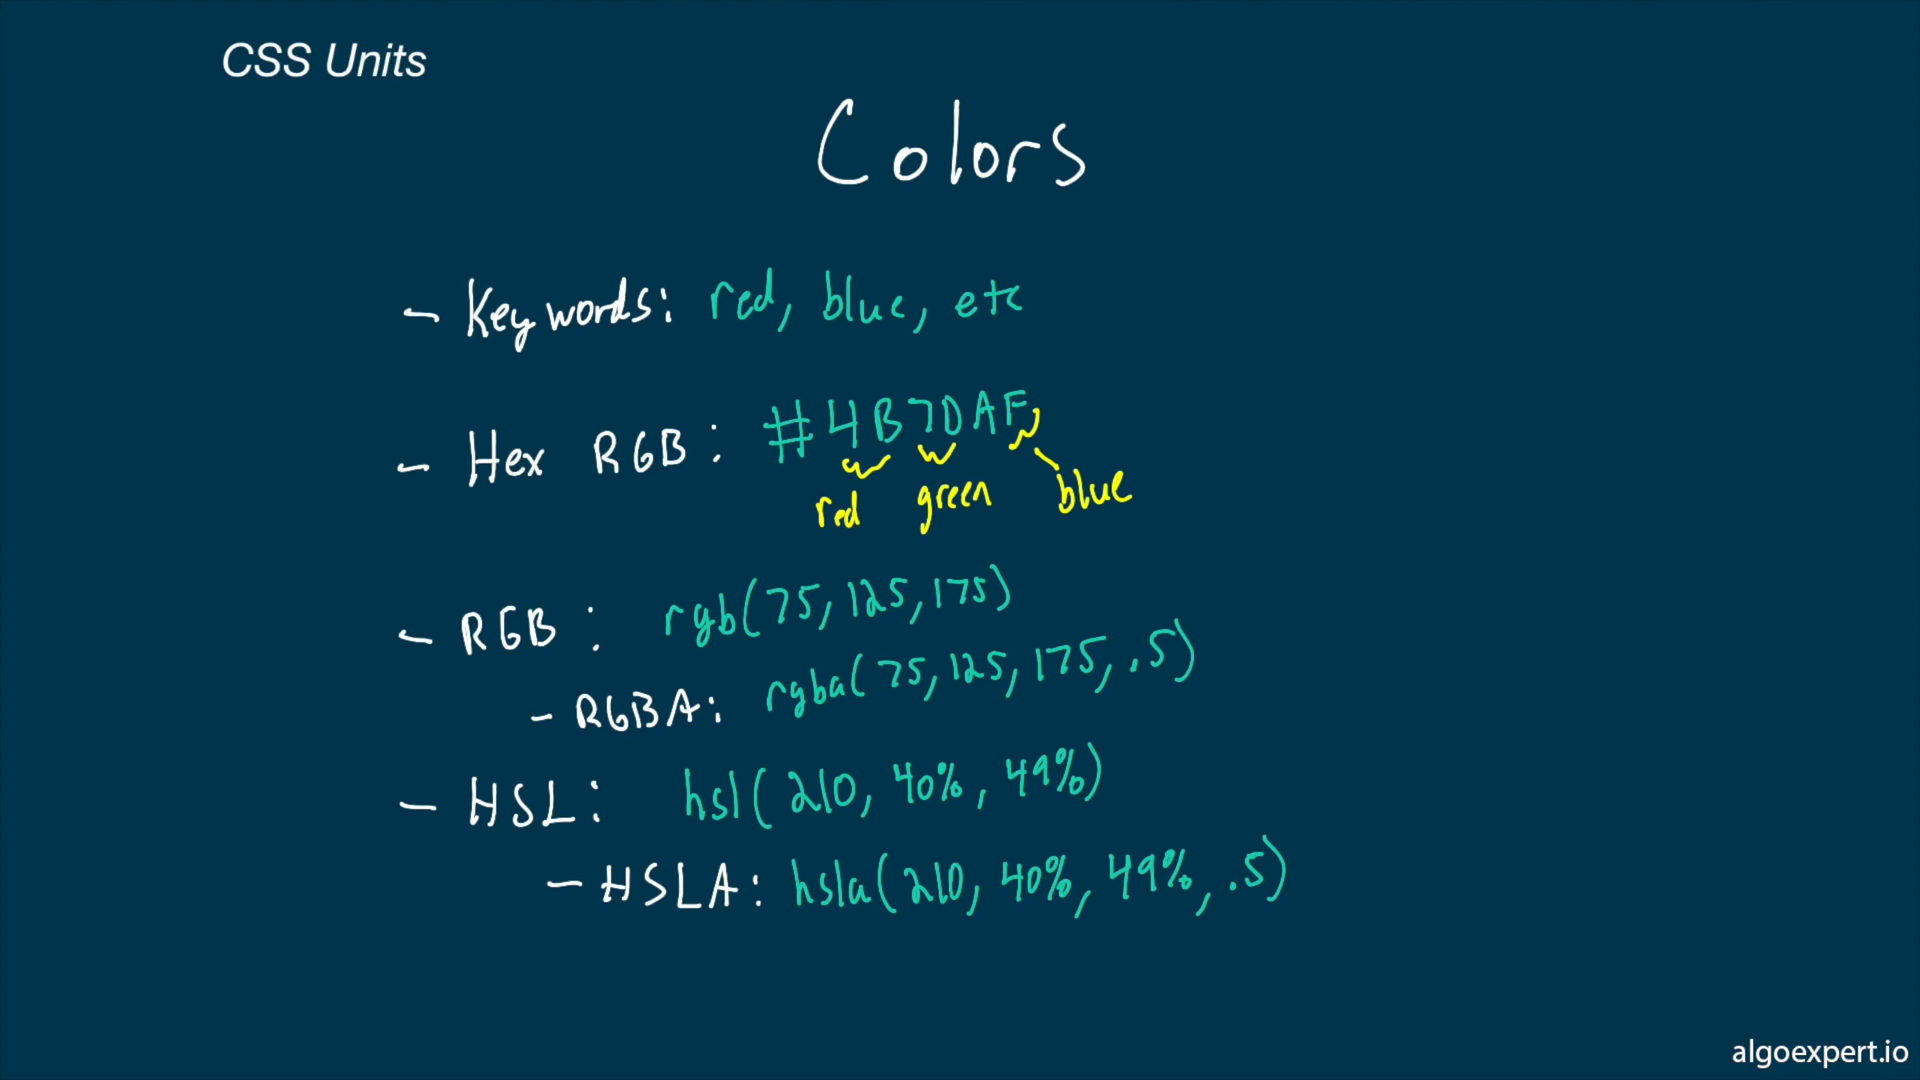 CSS Units
Colors
- Keywords: red, blue, etc
- Hex RGB: #4B7DAF
red green blue
- RGB: rgb(75, 125, 175)
- RGBA: rgba(75, 125, 175, .5)
- HSL: hsl(210, 40%, 49%)
- HSLA: hsla(210, 40%, 49%, .5)
algoexpert.io